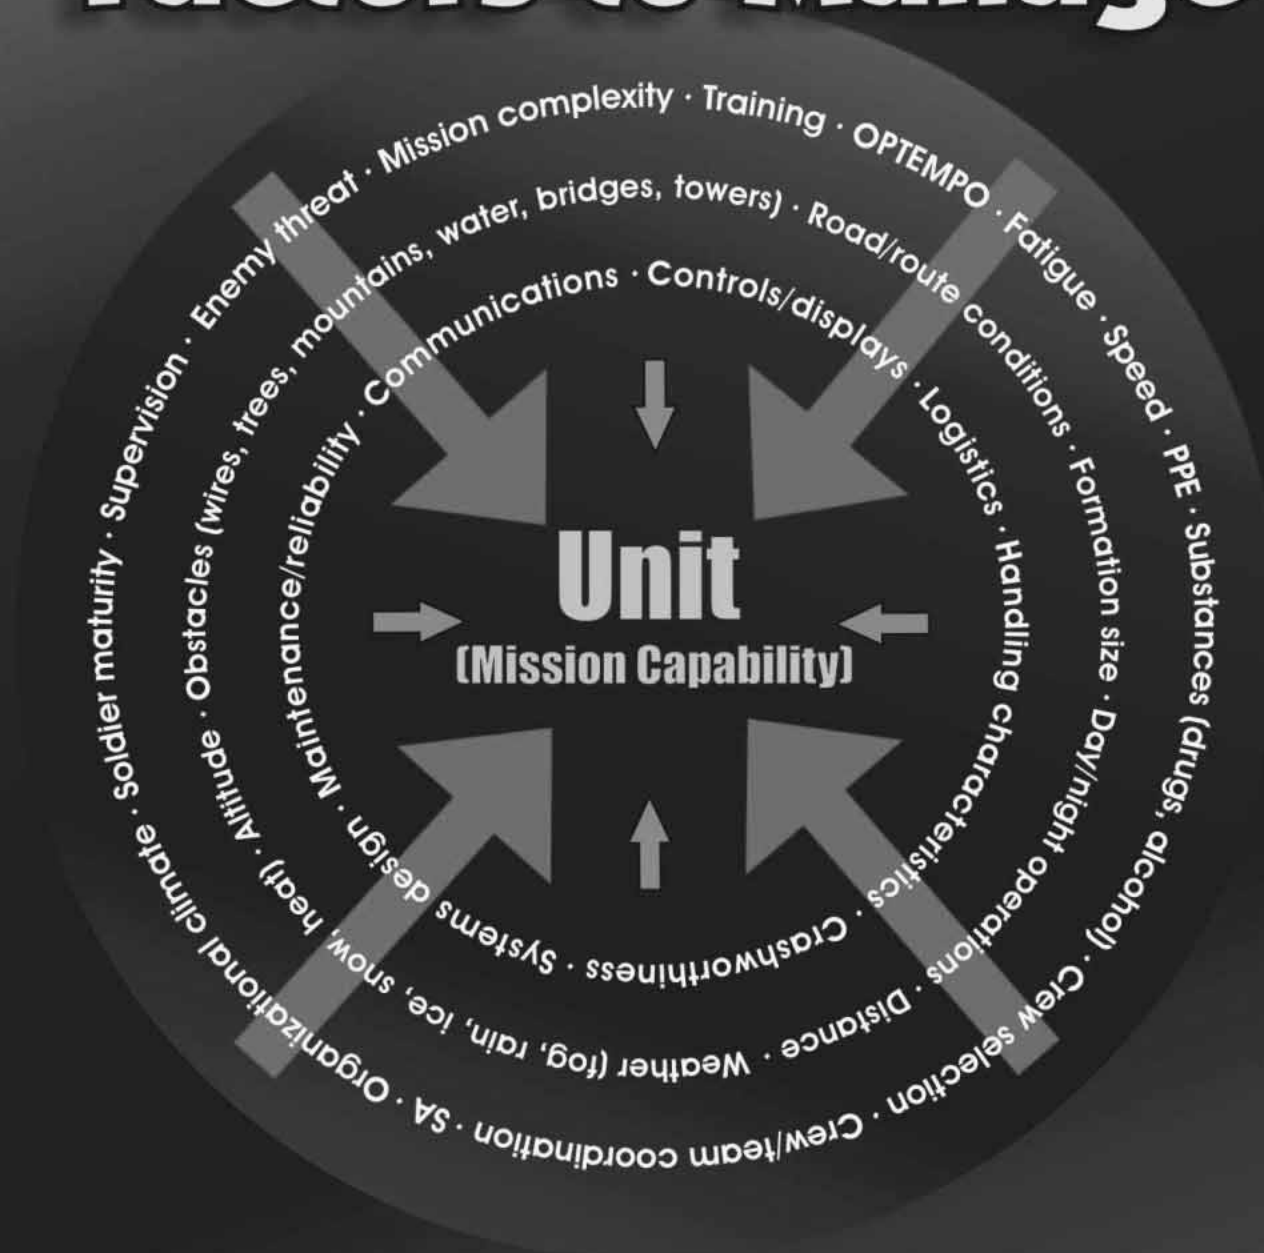 Factors to Manage
Mission complexity · Training · OPTEMPO · Fatigue · Speed · PPE · Substances (drugs, alcohol) · Crew selection · Crew/team coordination · SA · Organizational climate · Soldier maturity · Supervision · Enemy threat ·
Obstacles (wires, trees, mountains, water, bridges, towers) · Road/route conditions · Formation size · Day/night operations · Distance · Weather (fog, rain, ice, snow, heat) · Altitude ·
Communications · Controls/displays · Logistics · Handling characteristics · Crashworthiness · Systems design · Maintenance/reliability ·
Unit
(Mission Capability)